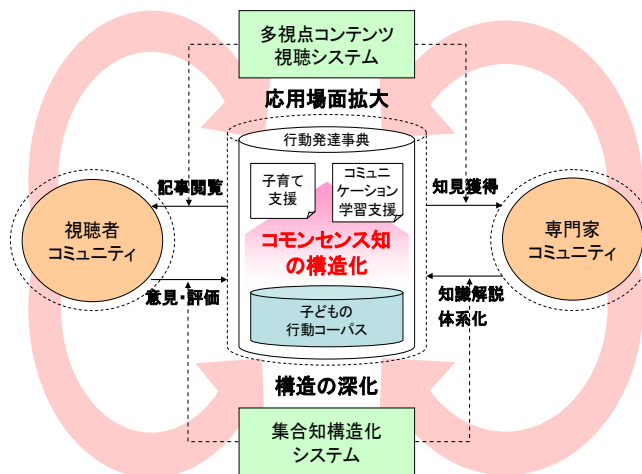 多視点コンテンツ
視聴システム
応用場面拡大
行動発達事典
子育て
支援
コミュニ
ケーション
学習支援
記事閲覧
知見獲得
視聴者
コミュニティ
コモンセンス知
の構造化
専門家
コミュニティ
意見・評価
知識解説
体系化
子どもの
行動コーパス
構造の深化
集合知構造化
システム